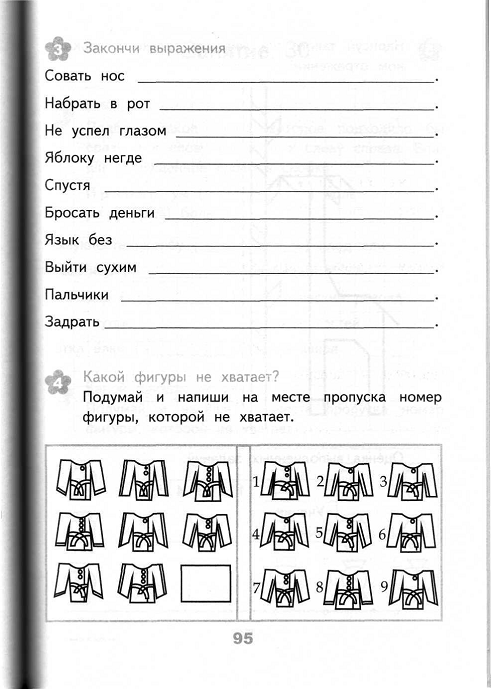 3 Закончи выражения
Совать нос .
Набрать в рот .
Не успел глазом .
Яблоку негде .
Спустя .
Бросать деньги .
Язык без .
Выйти сухим .
Пальчики .
Задрать .
4 Какой фигуры не хватает?
Подумай и напиши на месте пропуска номер
фигуры, которой не хватает.
1 2 3
4 5 6
7 8 9
95